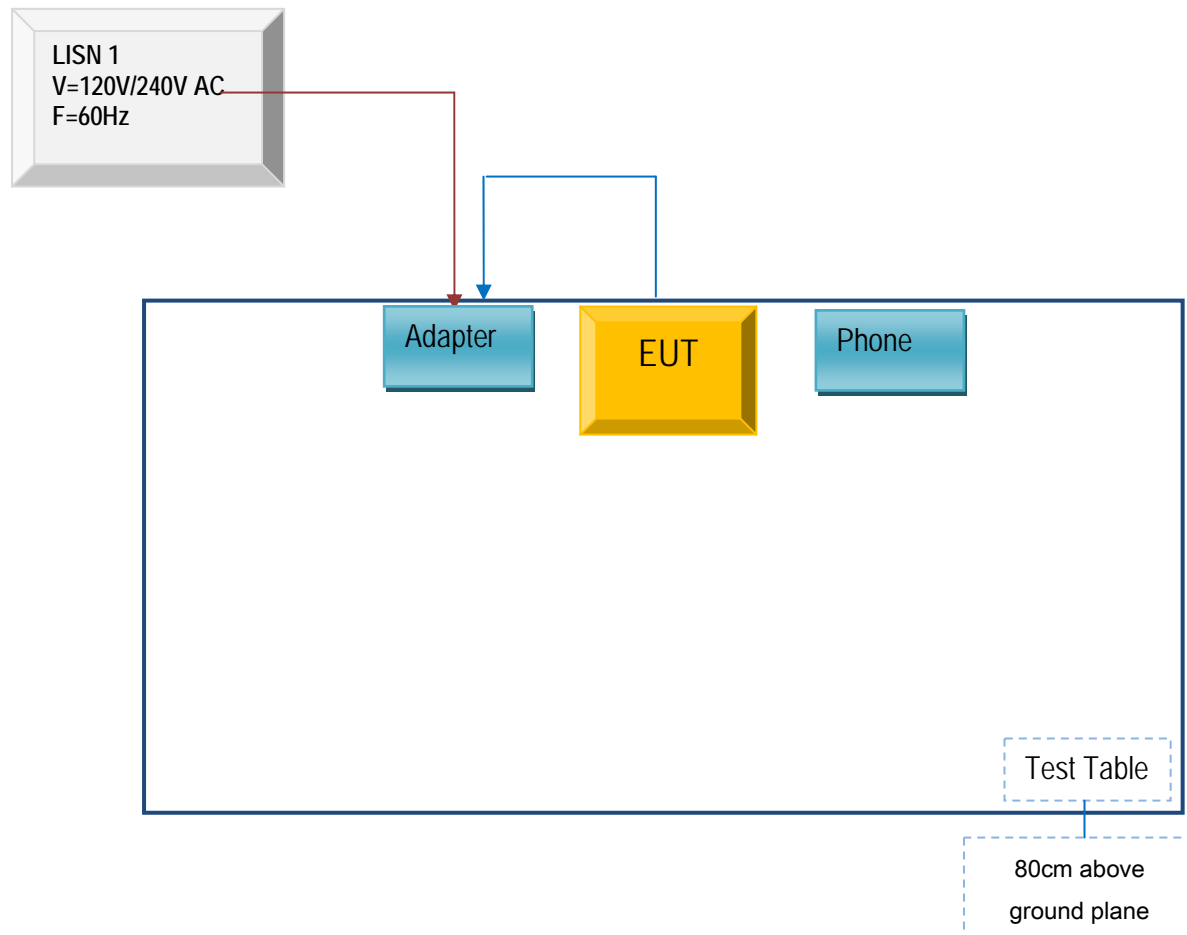 LISN 1
V=120V/240V AC
F=60Hz
Adapter
EUT
Phone
Test Table
80cm above
ground plane